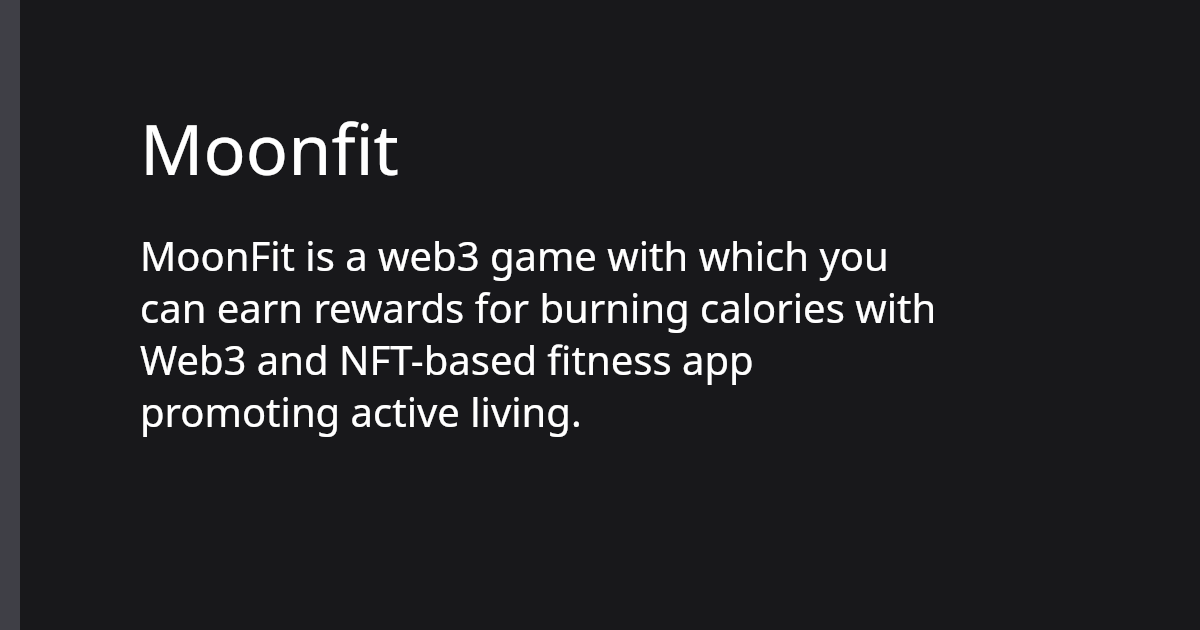 Moonfit
MoonFit is a web3 game with which you
can earn rewards for burning calories with
Web3 and NFT-based fitness app
promoting active living.